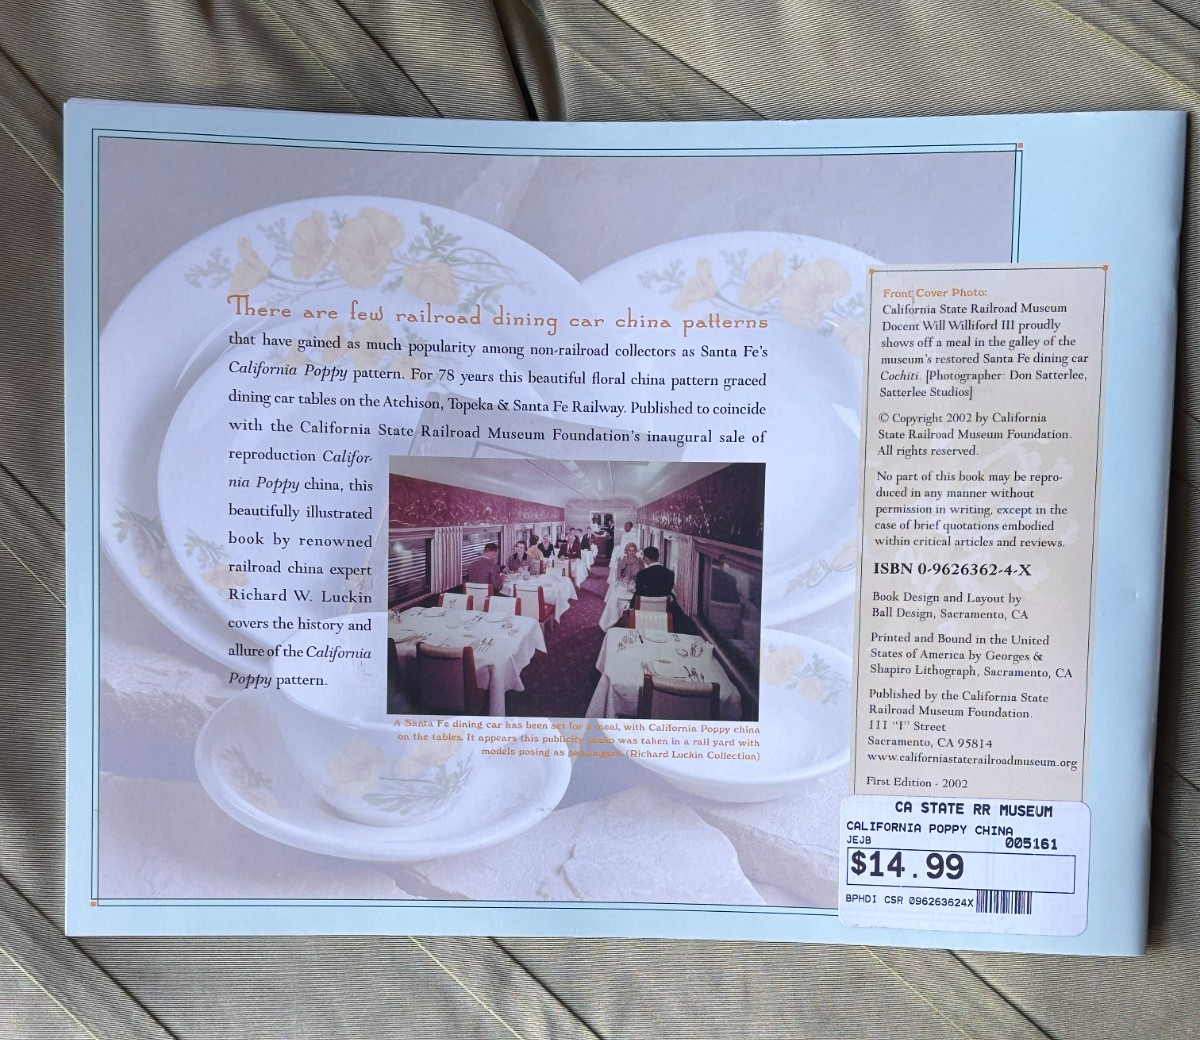 There are few railroad dining car china patterns
that have gained as much popularity among non-railroad collectors as Santa Fe's
California Poppy pattern. For 78 years this beautiful floral china pattern graced
dining car tables on the Atchison, Topeka & Santa Fe Railway. Published to coincide
with the California State Railroad Museum Foundation's inaugural sale of
reproduction Califor-
nia Poppy china, this
beautifully illustrated
book by renowned
railroad china expert
Richard W. Luckin
covers the history and
allure of the California
Poppy pattern.
A Santa Fe dining car has been set for a meal, with California Poppy china
on the tables. It appears this publicity photo was taken in a rail yard with
models posing as passengers. (Richard Luckin Collection)
Front Cover Photo:
California State Railroad Museum
Docent Will Williford III proudly
shows off a meal in the galley of the
museum's restored Santa Fe dining car
Cochiti. [Photographer: Don Satterlee,
Satterlee Studios]
© Copyright 2002 by California
State Railroad Museum Foundation.
All rights reserved.
No part of this book may be repro-
duced in any manner without
permission in writing, except in the
case of brief quotations embodied
within critical articles and reviews.
ISBN 0-9626362-4-X
Book Design and Layout by
Ball Design, Sacramento, CA
Printed and Bound in the United
States of America by Georges &
Shapiro Lithograph, Sacramento, CA
Published by the California State
Railroad Museum Foundation.
111 "I" Street
Sacramento, CA 95814
www.californiastaterailroadmuseum.org
First Edition - 2002
CA STATE RR MUSEUM
CALIFORNIA POPPY CHINA
JEJB 005161
$14.99
BPHDI CSR 096263624X